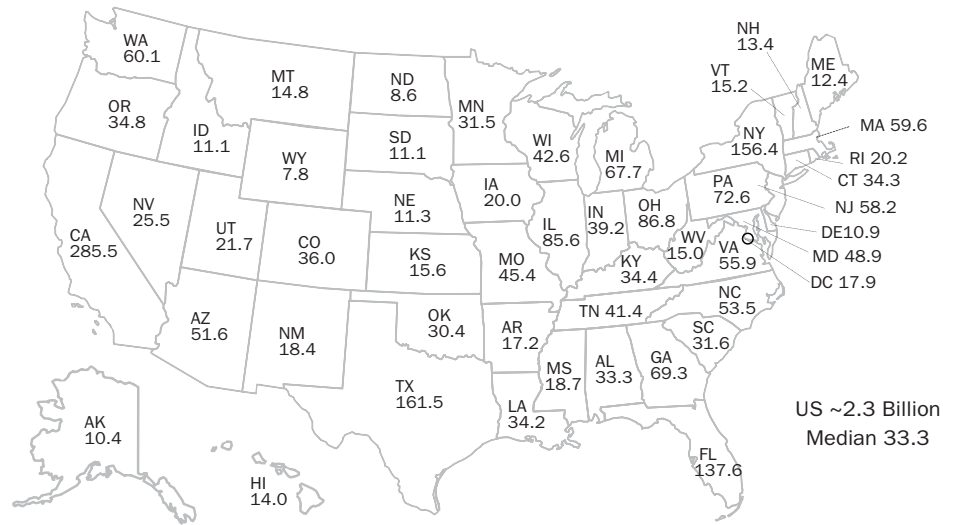 NH
13.4
WA
60.1
VT
15.2
ME
12.4
MT
14.8
ND
8.6
MN
31.5
OR
34.8
ID
11.1
SD
11.1
WI
42.6
NY
156.4
MA 59.6
MI
67.7
RI 20.2
WY
7.8
CT 34.3
PA
72.6
IA
20.0
NE
11.3
NJ 58.2
NV
25.5
OH
86.8
IN
39.2
IL
85.6
UT
21.7
CA
285.5
DE10.9
WV
15.0
CO
36.0
VA
55.9
MD 48.9
KS
15.6
MO
45.4
KY
34.4
DC 17.9
NC
53.5
TN 41.4
AZ
51.6
NM
18.4
OK
30.4
AR
17.2
SC
31.6
MS
18.7
AL
33.3
GA
69.3
TX
161.5
LA
34.2
US ~2.3 Billion
Median 33.3
AK
10.4
FL
137.6
HI
14.0